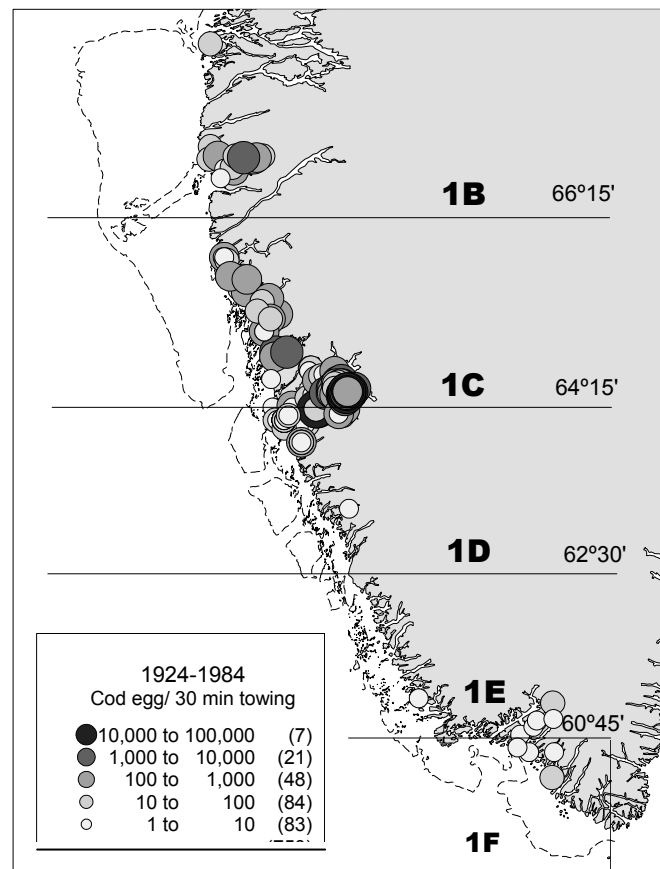 1B 66º15'
1C 64º15'
1D 62º30'
1E 60º45'
1F
1924-1984
Cod egg/ 30 min towing
10,000 to 100,000 (7)
1,000 to 10,000 (21)
100 to 1,000 (48)
10 to 100 (84)
1 to 10 (83)